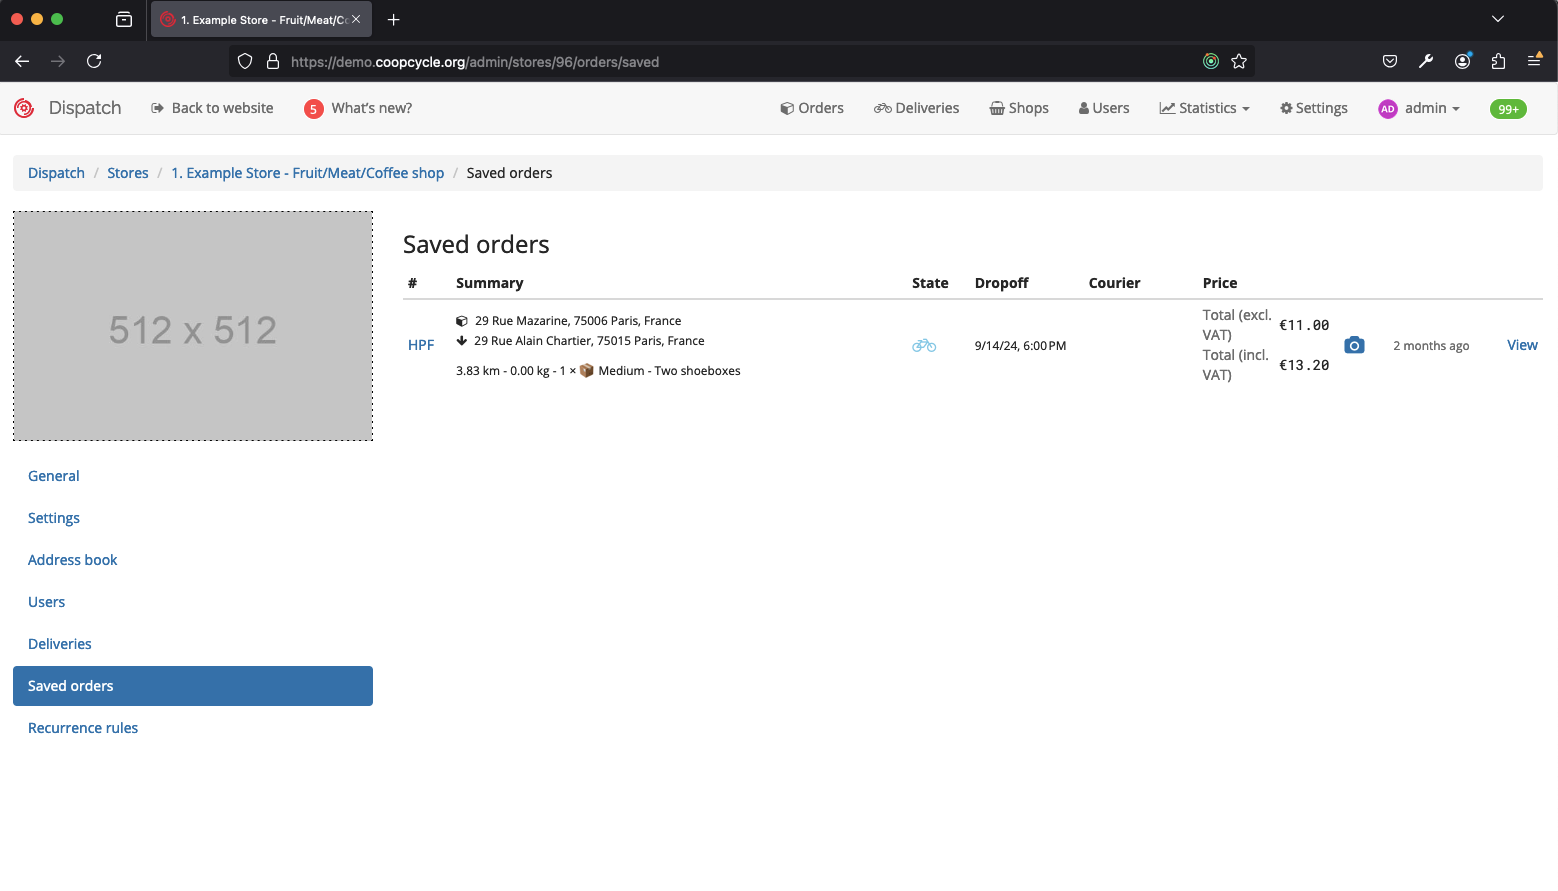 1. Example Store - Fruit/Meat/Co
https://demo.coopcycle.org/admin/stores/96/orders/saved
Dispatch
Back to website
5 What's new?
Orders
Deliveries
Shops
Users
Statistics
Settings
AD admin
99+
Dispatch / Stores / 1. Example Store - Fruit/Meat/Coffee shop / Saved orders
512 x 512
General
Settings
Address book
Users
Deliveries
Saved orders
Recurrence rules
Saved orders
# Summary State Dropoff Courier Price
HPF
29 Rue Mazarine, 75006 Paris, France
29 Rue Alain Chartier, 75015 Paris, France
3.83 km - 0.00 kg - 1 × 📦 Medium - Two shoeboxes
9/14/24, 6:00 PM
Total (excl. VAT) €11.00
Total (incl. VAT) €13.20
2 months ago
View